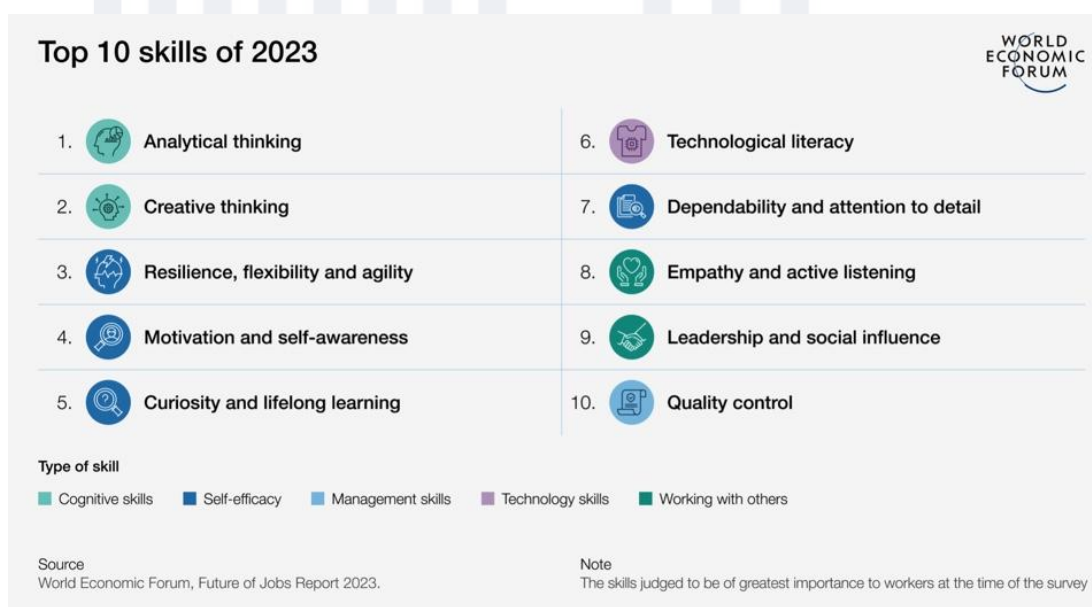 Top 10 skills of 2023
WORLD
ECONOMIC
FORUM
1. Analytical thinking
2. Creative thinking
3. Resilience, flexibility and agility
4. Motivation and self-awareness
5. Curiosity and lifelong learning
6. Technological literacy
7. Dependability and attention to detail
8. Empathy and active listening
9. Leadership and social influence
10. Quality control
Type of skill
Cognitive skills Self-efficacy Management skills Technology skills Working with others
Source
World Economic Forum, Future of Jobs Report 2023.
Note
The skills judged to be of greatest importance to workers at the time of the survey